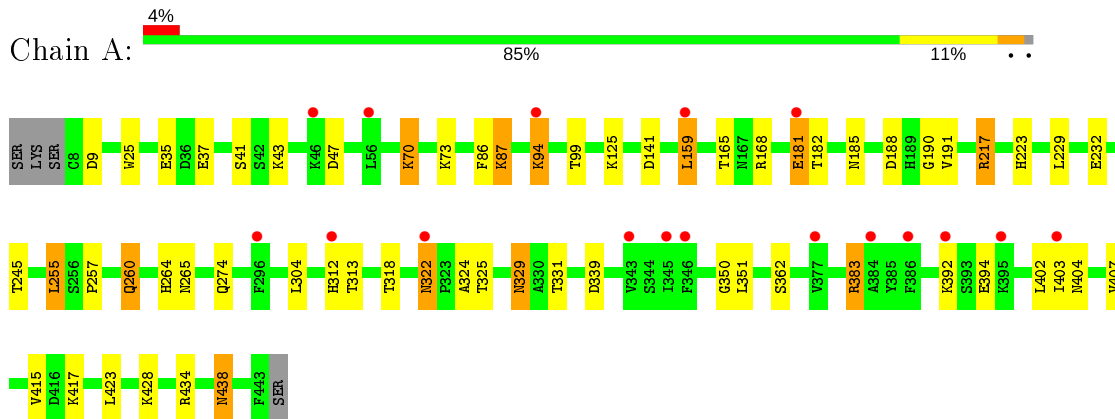 4%
Chain A:
85% 11% • •
SER LYS SER C8 D9 W25 E35 D36 E37 S41 S42 K43 K46 D47 L56 K70 K73 F86 K87 K94 T99 K125 D141 L159 T165 N167 R168 E181 T182 N185 D188 H189 G190 V191 R217 H223 L229 E232
T245 L255 S256 P257 Q260 H264 N265 Q274 F296 L304 H312 T313 T318 N322 P323 A324 T325 N329 A330 T331 D339 V343 S344 I345 F346 G350 L351 S362 V377 R383 A384 Y385 F386 K392 S393 E394 K395 L402 I403 N404 V407
V415 D416 K417 L423 K428 R434 N438 F443 SER